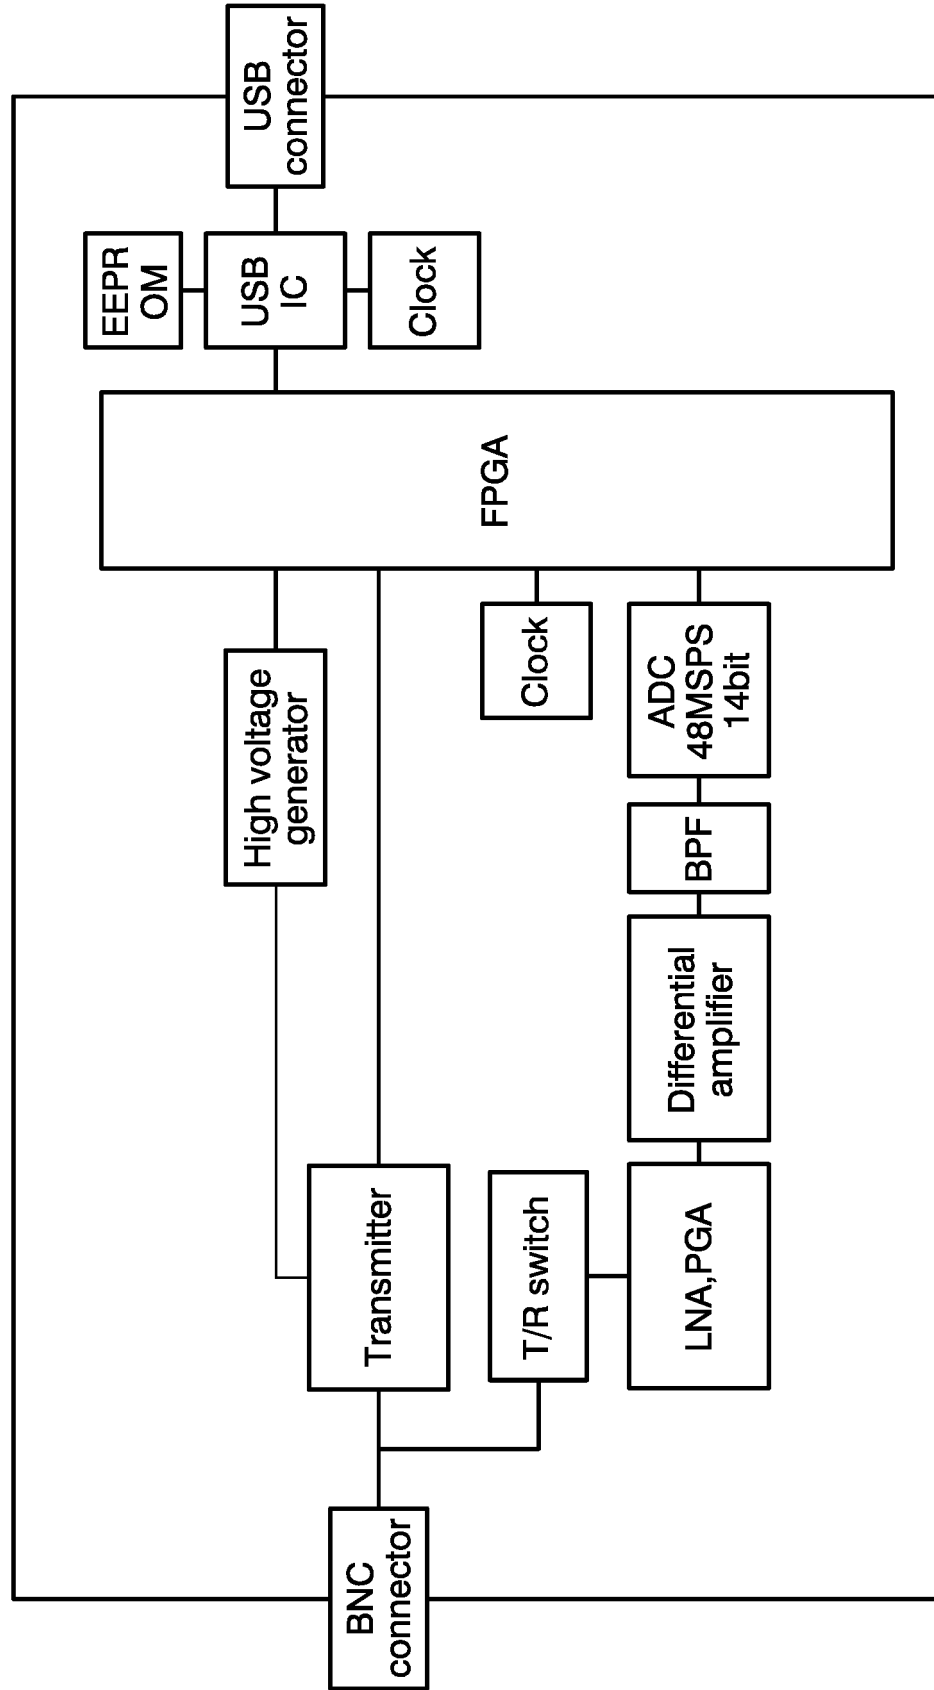 USB
connector
EEPR
OM
USB
IC
Clock
FPGA
High voltage
generator
Clock
ADC
48MSPS
14bit
BPF
Differential
amplifier
Transmitter
T/R switch
LNA,PGA
BNC
connector